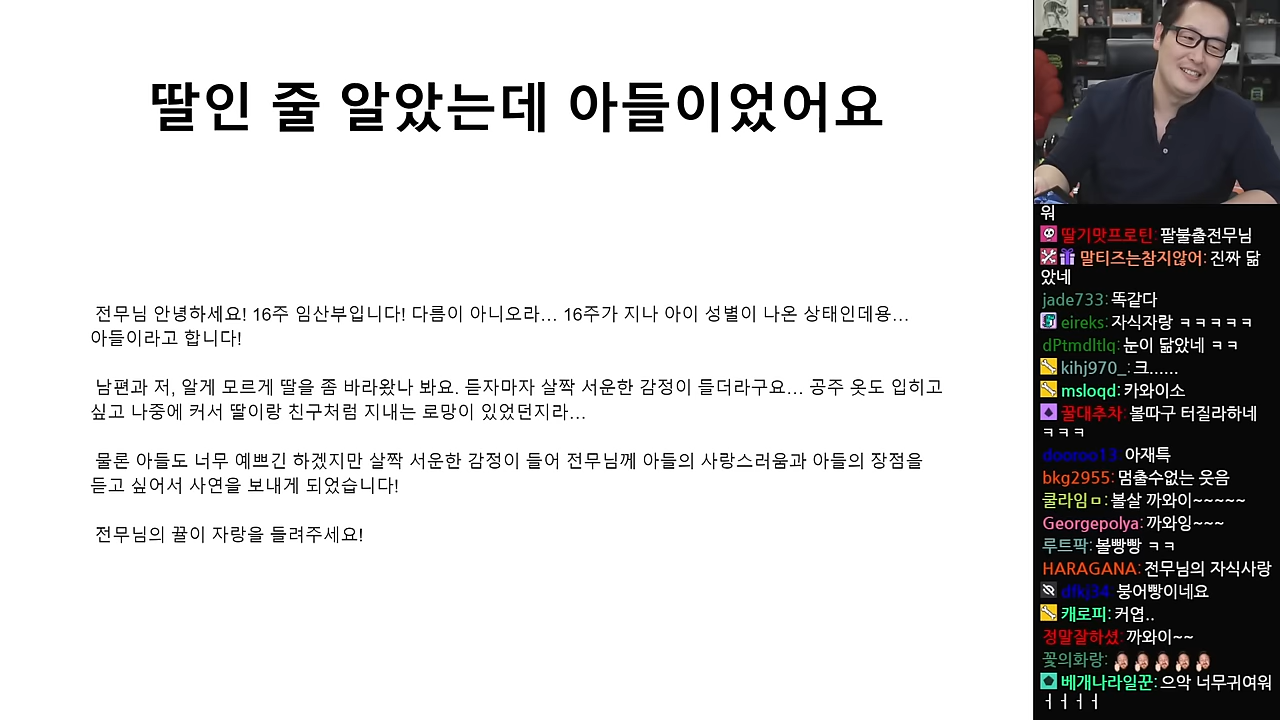 딸인 줄 알았는데 아들이었어요
전무님 안녕하세요! 16주 임산부입니다! 다름이 아니오라... 16주가 지나 아이 성별이 나온 상태인데용...
아들이라고 합니다!
남편과 저, 알게 모르게 딸을 좀 바라왔나 봐요. 듣자마자 살짝 서운한 감정이 들더라구요... 공주 옷도 입히고
싶고 나중에 커서 딸이랑 친구처럼 지내는 로망이 있었던지라...
물론 아들도 너무 예쁘긴 하겠지만 살짝 서운한 감정이 들어 전무님께 아들의 사랑스러움과 아들의 장점을
듣고 싶어서 사연을 보내게 되었습니다!
전무님의 뀰이 자랑을 들려주세요!
워
딸기맛프로틴: 팔불출전무님
말티즈는참지않어: 진짜 닮
았네
jade733: 똑같다
eireks: 자식자랑 ㅋㅋㅋㅋㅋ
dPtmdltlq: 눈이 닮았네 ㅋㅋ
kihj970_: 크......
msloqd: 카와이소
꿀대추차: 볼따구 터질라하네
ㅋㅋㅋ
dooroo13: 아재특
bkg2955: 멈출수없는 웃음
쿨라임ㅁ: 볼살 까와이~~~~~
Georgepolya: 까와잉~~~
루트팍: 볼빵빵 ㅋㅋ
HARAGANA: 전무님의 자식사랑
dfkj34: 붕어빵이네요
캐로피: 커엽..
정말잘하셨: 까와이~~
꽃의화랑:
베개나라일꾼: 으악 너무귀여워
ㅓㅓㅓㅓ